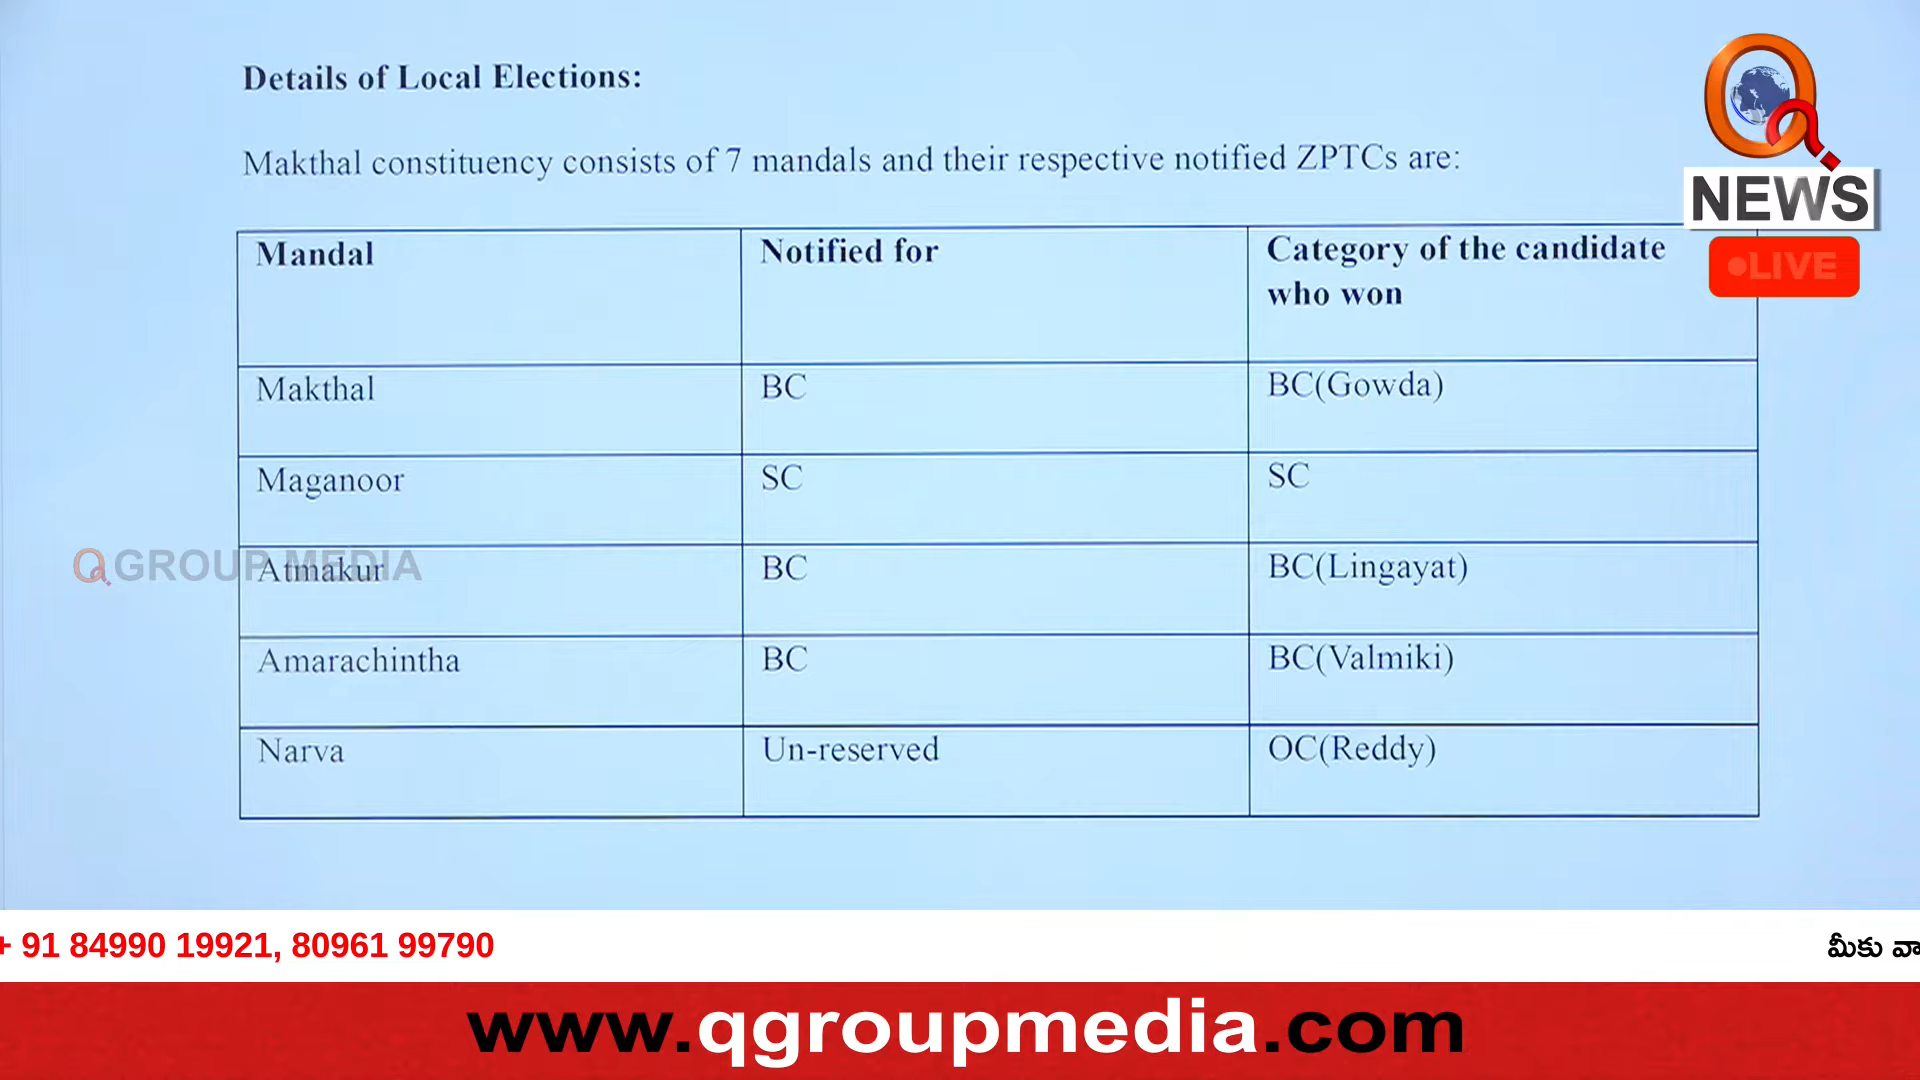 Details of Local Elections:
Makthal constituency consists of 7 mandals and their respective notified ZPTCs are:
Mandal
Notified for
Category of the candidate
who won
Makthal
BC
BC(Gowda)
Maganoor
SC
SC
Atmakur
BC
BC(Lingayat)
Amarachintha
BC
BC(Valmiki)
Narva
Un-reserved
OC(Reddy)
Q GROUP MEDIA
Q
NEWS
LIVE
+ 91 84990 19921, 80961 99790
మీకు వా
www.qgroupmedia.com